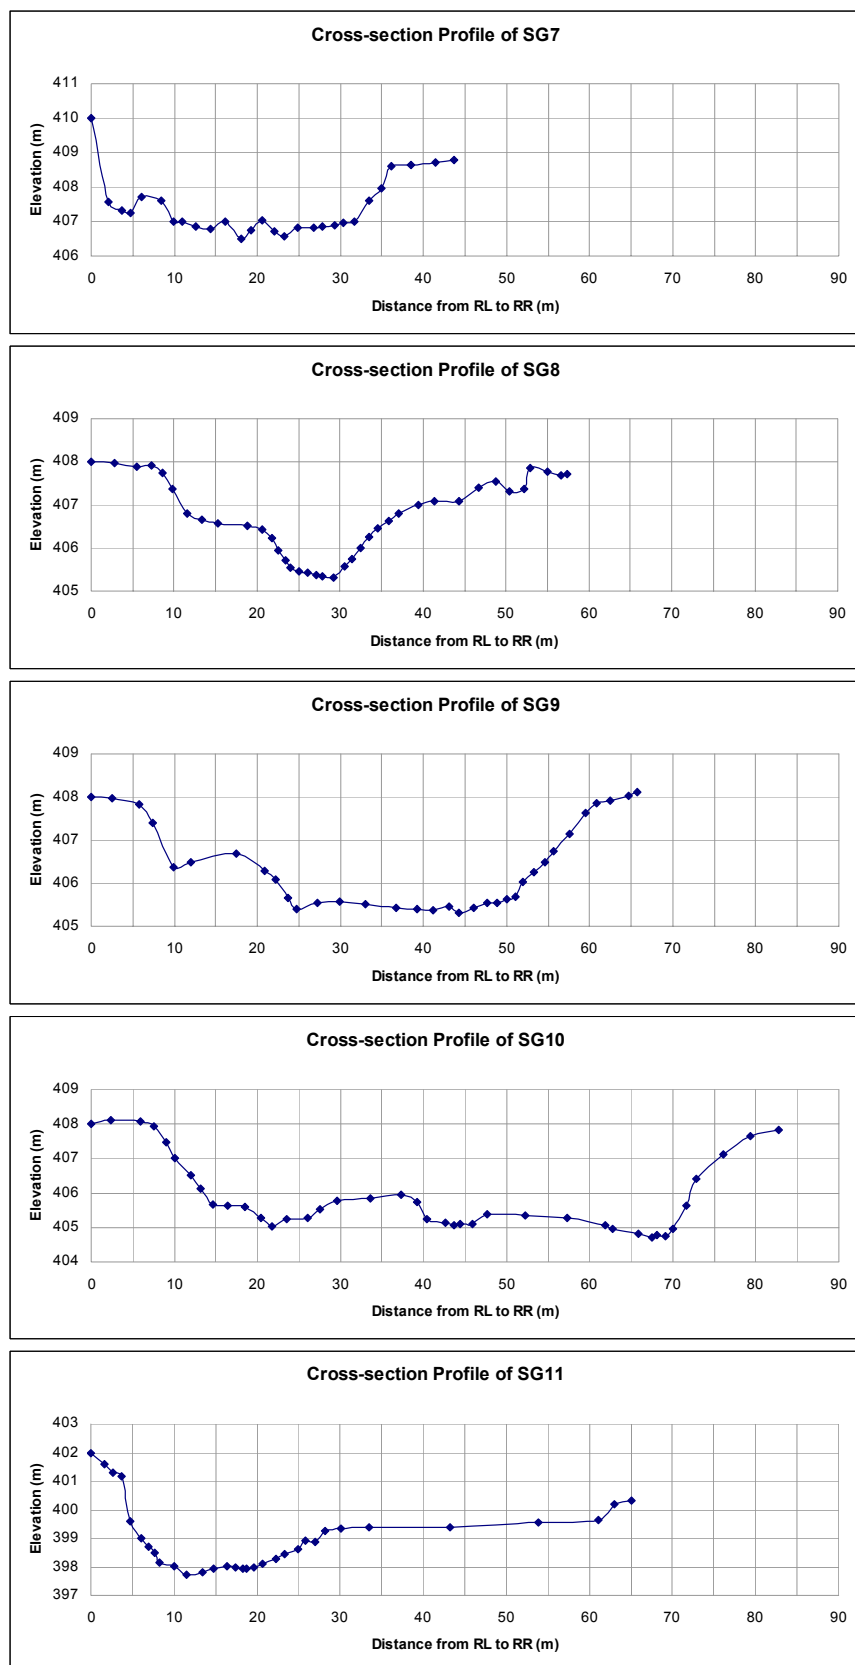 Cross-section Profile of SG7
411
410
409
408
407
406
Elevation (m)
0 10 20 30 40 50 60 70 80 90
Distance from RL to RR (m)
Cross-section Profile of SG8
409
408
407
406
405
Elevation (m)
0 10 20 30 40 50 60 70 80 90
Distance from RL to RR (m)
Cross-section Profile of SG9
409
408
407
406
405
Elevation (m)
0 10 20 30 40 50 60 70 80 90
Distance from RL to RR (m)
Cross-section Profile of SG10
409
408
407
406
405
404
Elevation (m)
0 10 20 30 40 50 60 70 80 90
Distance from RL to RR (m)
Cross-section Profile of SG11
403
402
401
400
399
398
397
Elevation (m)
0 10 20 30 40 50 60 70 80 90
Distance from RL to RR (m)